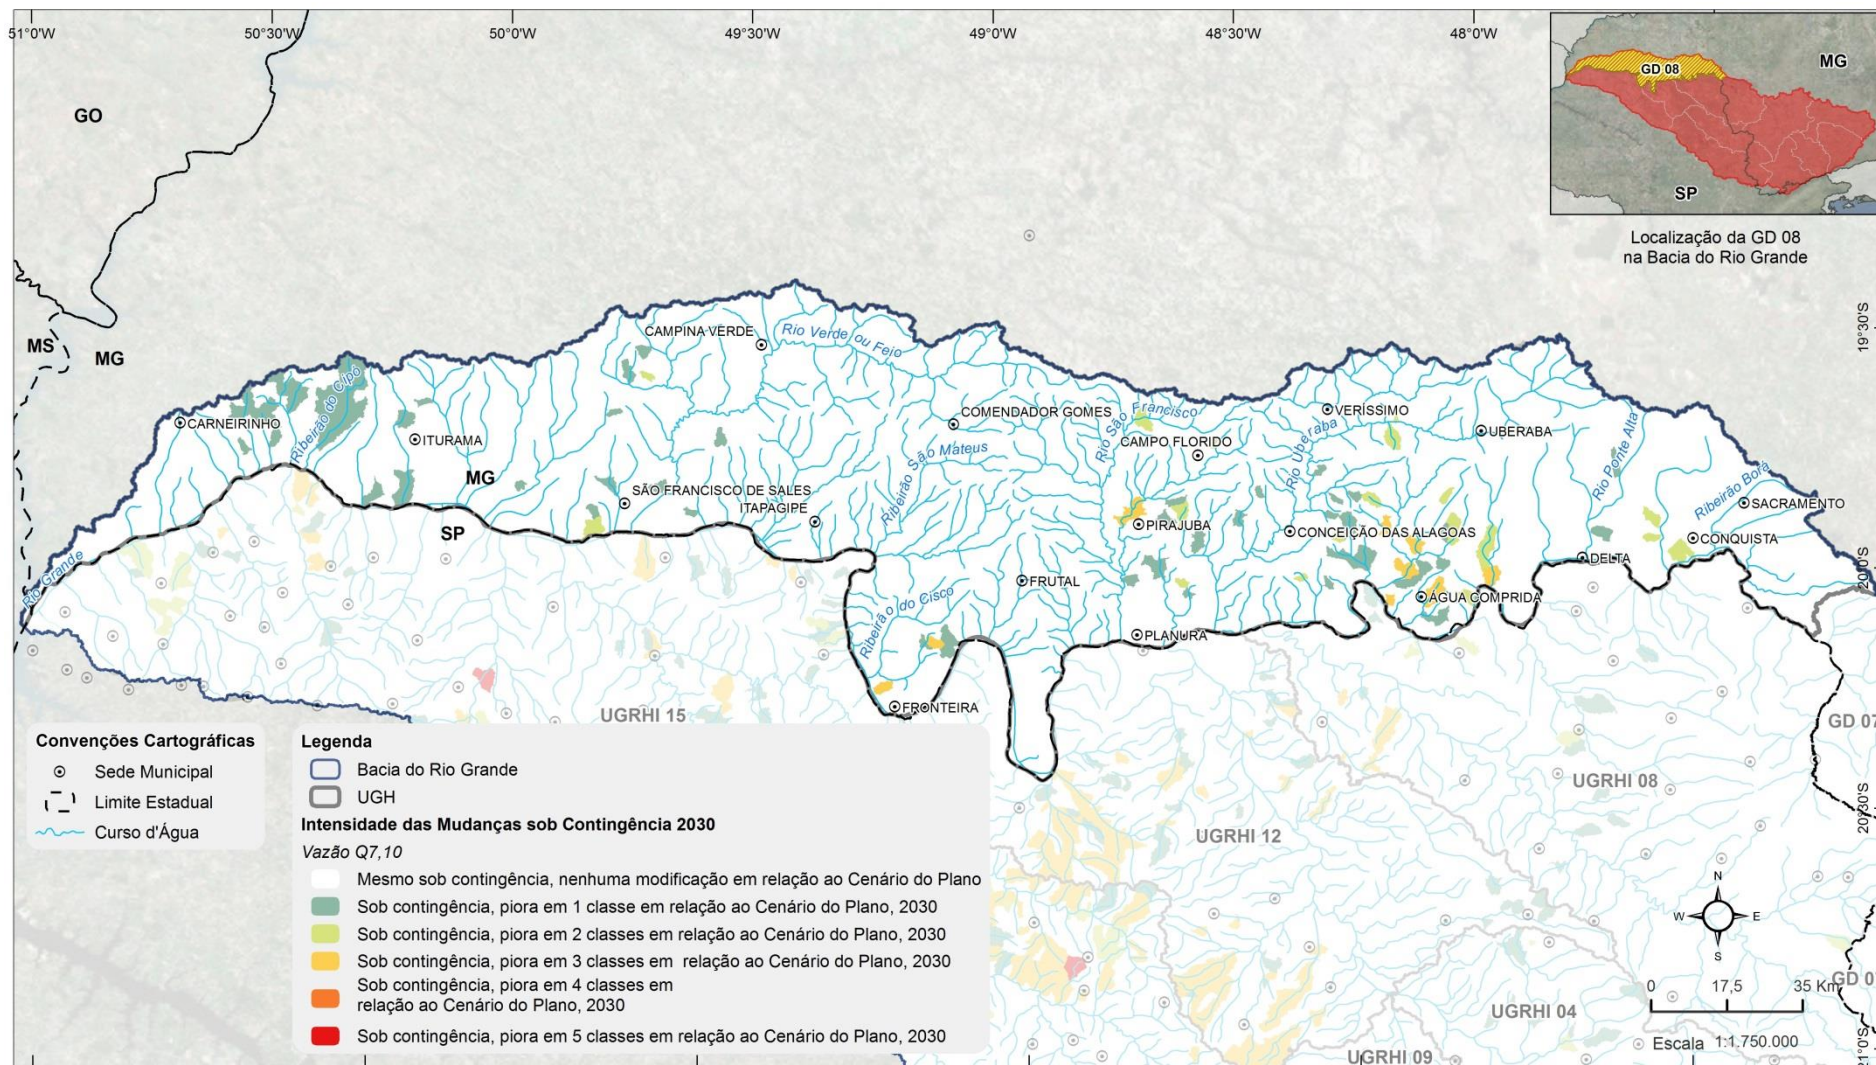 51°0'W
50°30'W
50°0'W
49°30'W
49°0'W
48°30'W
48°0'W
GO
MS
MG
GD 08
MG
SP
Localização da GD 08
na Bacia do Rio Grande
19°30'S
20°0'S
20°30'S
21°0'S
CAMPINA VERDE
Rio Verde ou Feio
CARNEIRINHO
Ribeirão do Cipó
ITURAMA
COMENDADOR GOMES
Rio São Francisco
VERÍSSIMO
CAMPO FLORIDO
Rio Uberaba
UBERABA
Rio Ponte Alta
Ribeirão São Mateus
MG
SÃO FRANCISCO DE SALES
ITAPAGIPE
Ribeirão Borá
SACRAMENTO
SP
PIRAJUBA
CONCEIÇÃO DAS ALAGOAS
CONQUISTA
DELTA
Rio Grande
FRUTAL
ÁGUA COMPRIDA
Ribeirão do Cisco
PLANURA
FRONTEIRA
UGRHI 15
GD 07
UGRHI 08
UGRHI 12
GD 0
UGRHI 04
UGRHI 09
Convenções Cartográficas
Sede Municipal
Limite Estadual
Curso d'Água
Legenda
Bacia do Rio Grande
UGH
Intensidade das Mudanças sob Contingência 2030
Vazão Q7,10
Mesmo sob contingência, nenhuma modificação em relação ao Cenário do Plano
Sob contingência, piora em 1 classe em relação ao Cenário do Plano, 2030
Sob contingência, piora em 2 classes em relação ao Cenário do Plano, 2030
Sob contingência, piora em 3 classes em relação ao Cenário do Plano, 2030
Sob contingência, piora em 4 classes em
relação ao Cenário do Plano, 2030
Sob contingência, piora em 5 classes em relação ao Cenário do Plano, 2030
N
W
E
S
0 17,5 35 Km
Escala 1:1.750.000